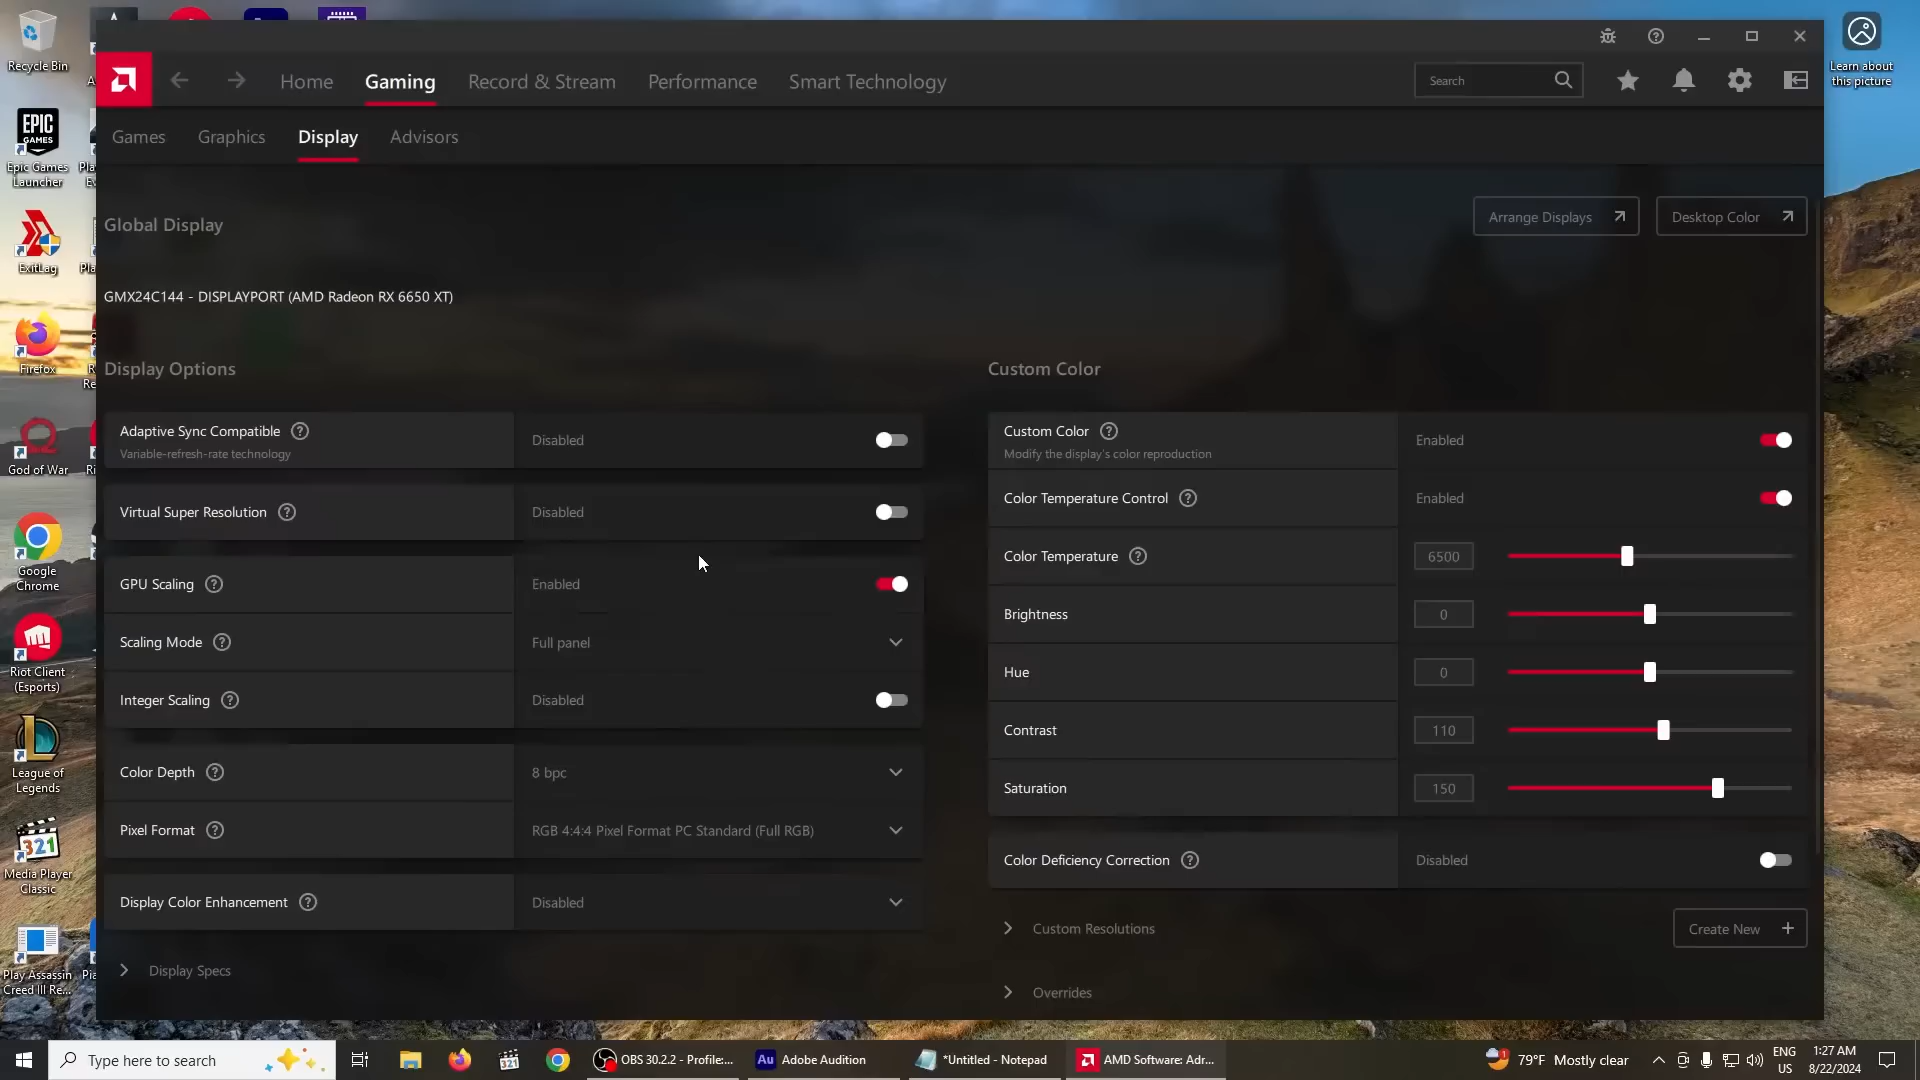 Recycle Bin
Learn about
this picture
Home
Gaming
Record & Stream
Performance
Smart Technology
Search
Games
Graphics
Display
Advisors
EPIC
GAMES
Epic Games
Launcher
Global Display
Arrange Displays
Desktop Color
ExitLag
GMX24C144 - DISPLAYPORT (AMD Radeon RX 6650 XT)
Firefox
Display Options
Custom Color
Adaptive Sync Compatible
Variable-refresh-rate technology
Disabled
Custom Color
Modify the display's color reproduction
Enabled
God of War
Virtual Super Resolution
Disabled
Color Temperature Control
Enabled
Color Temperature
6500
Google
Chrome
GPU Scaling
Enabled
Brightness
0
Scaling Mode
Full panel
Hue
0
Riot Client
(Esports)
Integer Scaling
Disabled
Contrast
110
Color Depth
8 bpc
Saturation
150
League of
Legends
Pixel Format
RGB 4:4:4 Pixel Format PC Standard (Full RGB)
Color Deficiency Correction
Disabled
321
Media Player
Classic
Display Color Enhancement
Disabled
Custom Resolutions
Create New
Display Specs
Play Assassin
Creed III Re...
Overrides
Type here to search
OBS 30.2.2 - Profile:...
Au
Adobe Audition
*Untitled - Notepad
AMD Software: Adr...
1
79°F Mostly clear
ENG
US
1:27 AM
8/22/2024